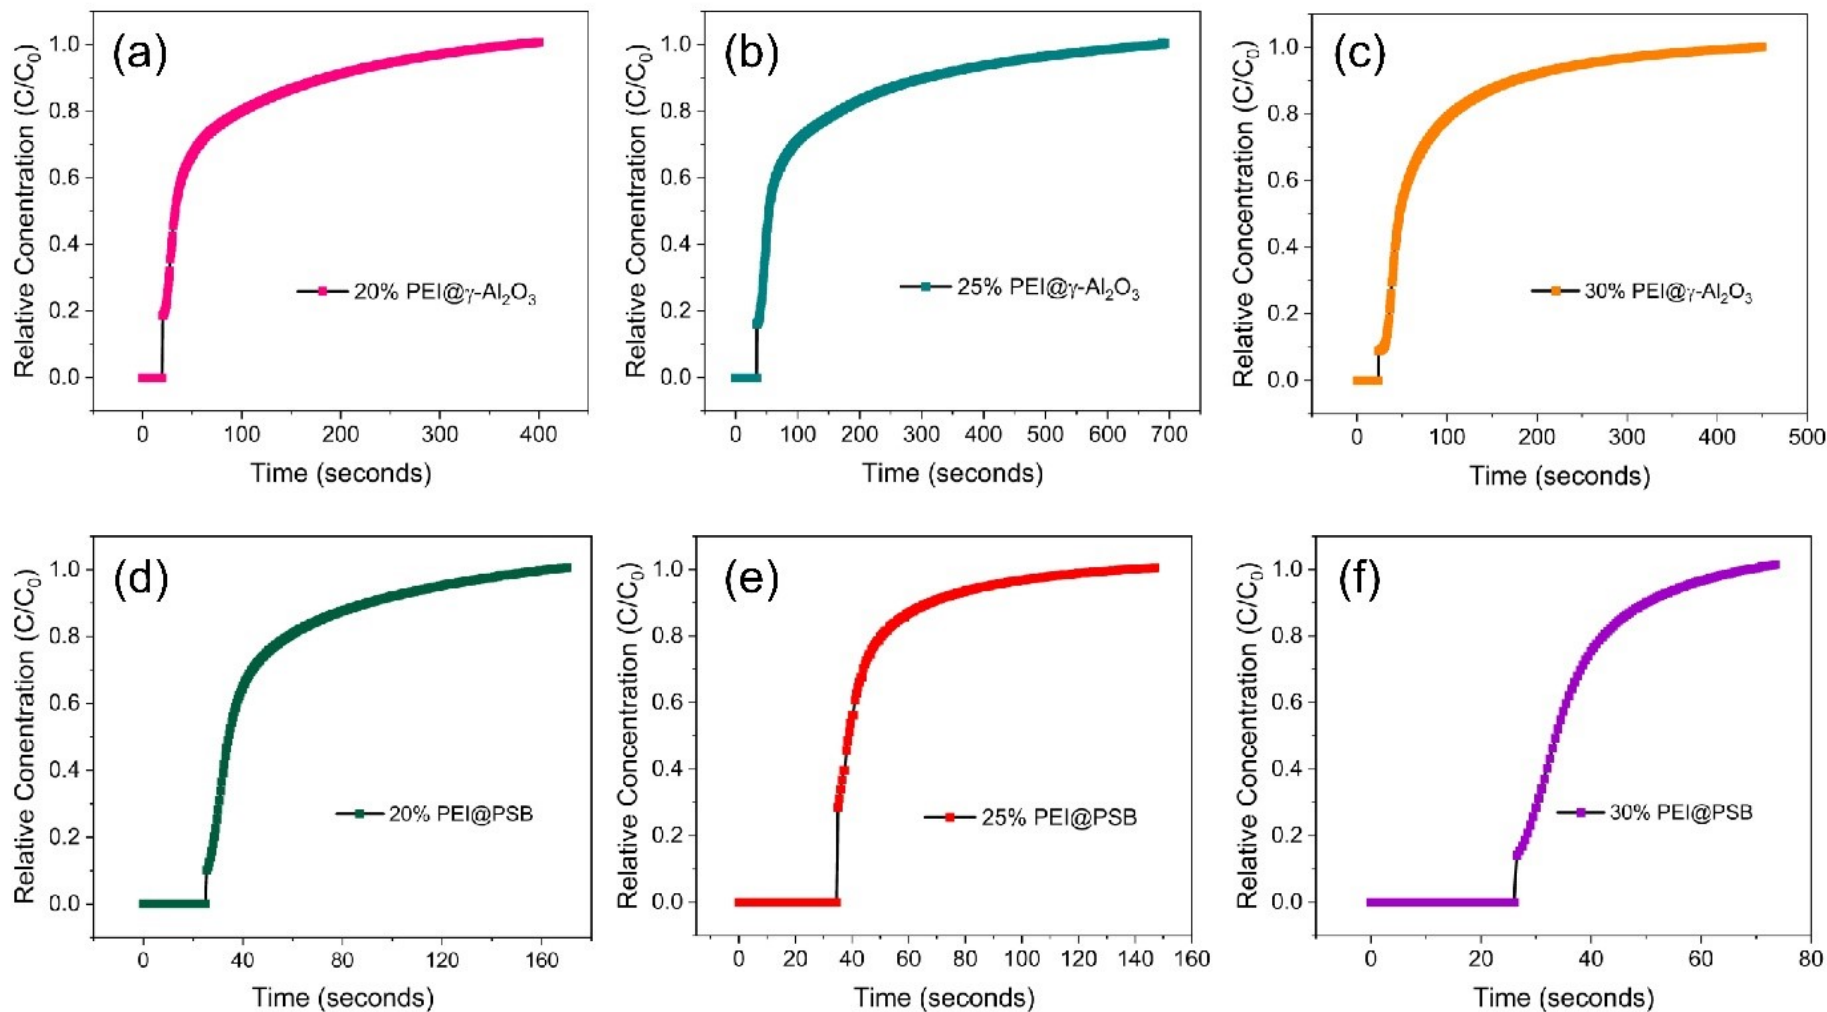 (a)
Relative Conentration (C/C₀)
1.0
0.8
0.6
0.4
0.2
0.0
20% PEI@γ-Al₂O₃
0 100 200 300 400
Time (seconds)
(b)
Relative Concentration (C/C₀)
1.0
0.8
0.6
0.4
0.2
0.0
25% PEI@γ-Al₂O₃
0 100 200 300 400 500 600 700
Time (seconds)
(c)
Relative Concentration (C/C₀)
1.0
0.8
0.6
0.4
0.2
0.0
30% PEI@γ-Al₂O₃
0 100 200 300 400 500
Time (seconds)
(d)
Relative Conentration (C/C₀)
1.0
0.8
0.6
0.4
0.2
0.0
20% PEI@PSB
0 40 80 120 160
Time (seconds)
(e)
Relative Concentration (C/C₀)
1.0
0.8
0.6
0.4
0.2
0.0
25% PEI@PSB
0 20 40 60 80 100 120 140 160
Time (seconds)
(f)
Relative Concentration (C/C₀)
1.0
0.8
0.6
0.4
0.2
0.0
30% PEI@PSB
0 20 40 60 80
Time (seconds)